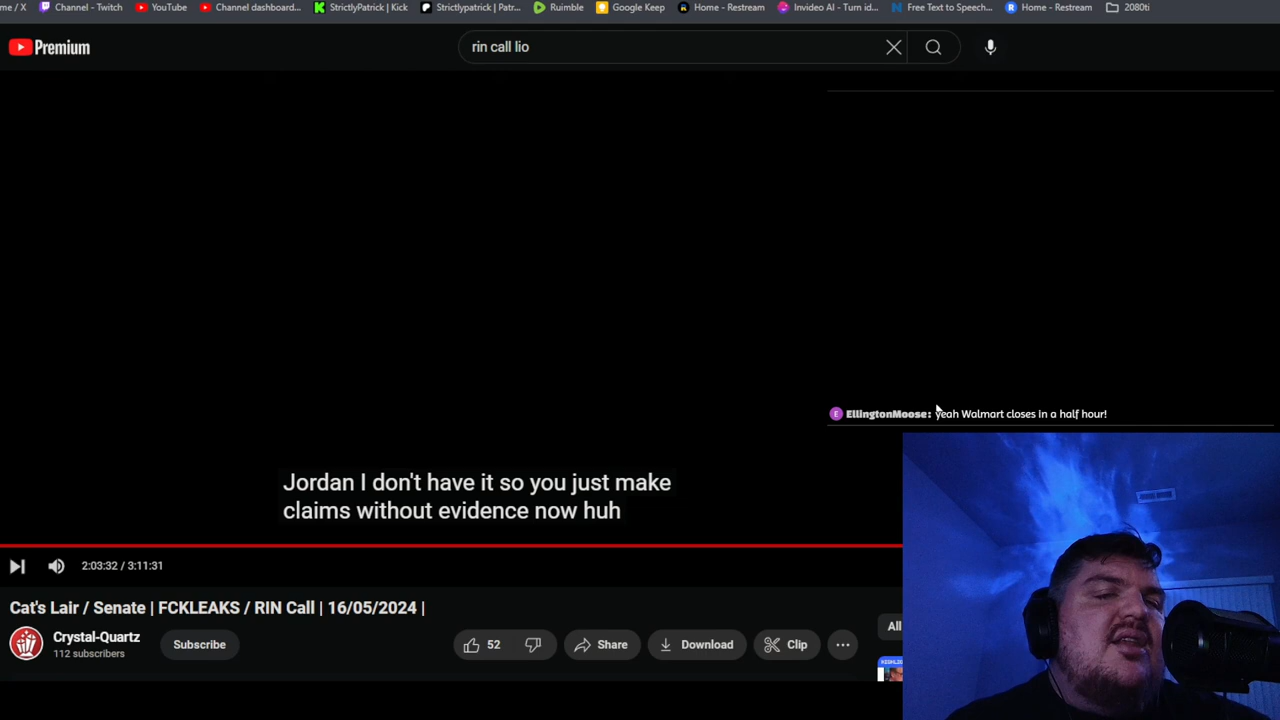 me / X Channel - Twitch YouTube Channel dashboard... StrictlyPatrick | Kick Strictlypatrick | Patr... Rumble Google Keep Home - Restream Invideo AI - Turn id... Free Text to Speech... Home - Restream 2080ti
Premium rin call lio
EllingtonMoose: yeah Walmart closes in a half hour!
Jordan I don't have it so you just make
claims without evidence now huh
2:03:32 / 3:11:31
Cat's Lair / Senate | FCKLEAKS / RIN Call | 16/05/2024 |
All
Crystal-Quartz
112 subscribers
Subscribe 52 Share Download Clip